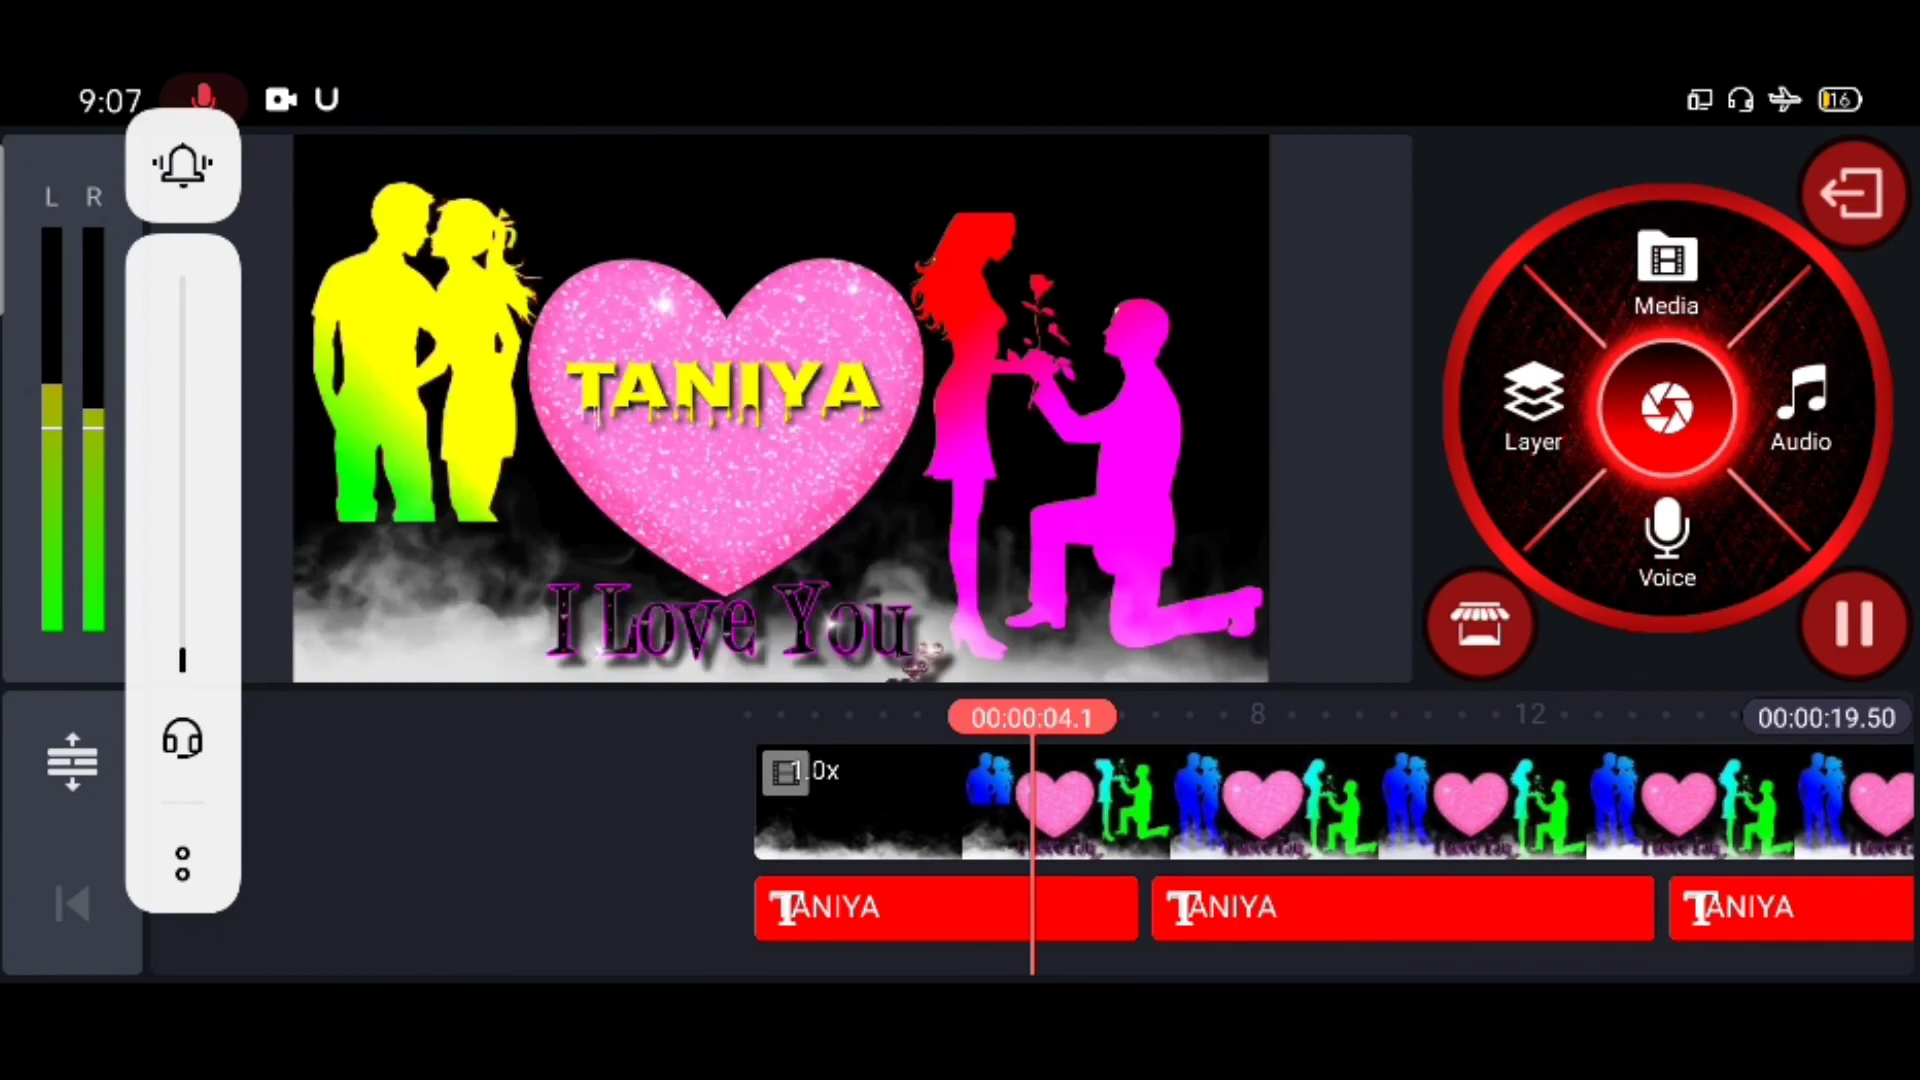 9:07 U 16
L R
TANIYA
I Love You
Media
Layer
Audio
Voice
00:00:04.1 8 12 00:00:19.50
1.0x
TANIYA TANIYA TANIYA